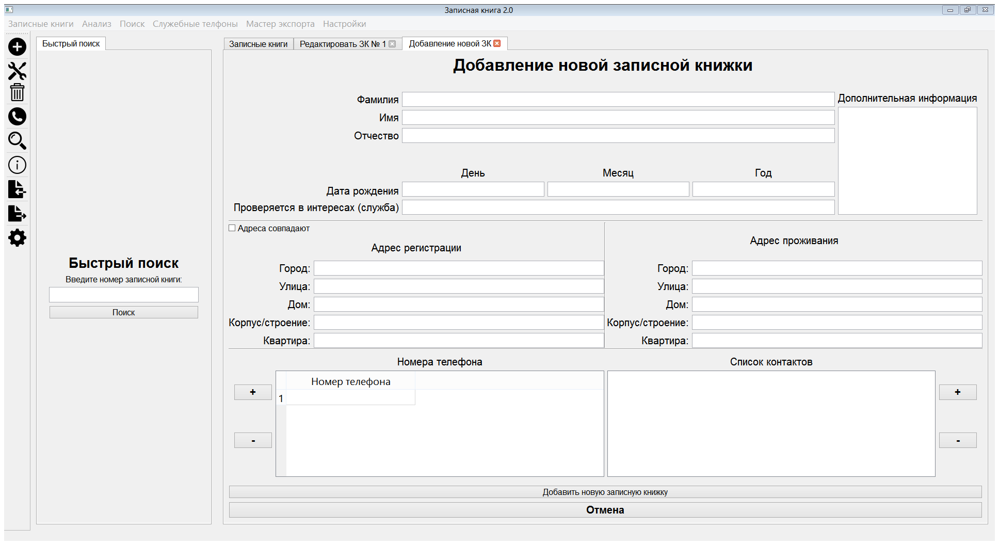 Записная книга 2.0
Записные книги Анализ Поиск Служебные телфоны Мастер экспорта Настройки
Быстрый поиск
Записные книги Редактировать ЗК № 1 Добавление новой ЗК
Добавление новой записной книжки
Фамилия
Дополнительная информация
Имя
Отчество
День Месяц Год
Дата рождения
Проверяется в интересах (служба)
Адреса совпадают
Адрес регистрации
Адрес проживания
Быстрый поиск
Введите номер записной книги:
Поиск
Город:
Улица:
Дом:
Корпус/строение:
Квартира:
Город:
Улица:
Дом:
Корпус/строение:
Квартира:
Номера телефона
Список контактов
Номер телефона
1
+
-
+
-
Добавить новую записную книжку
Отмена